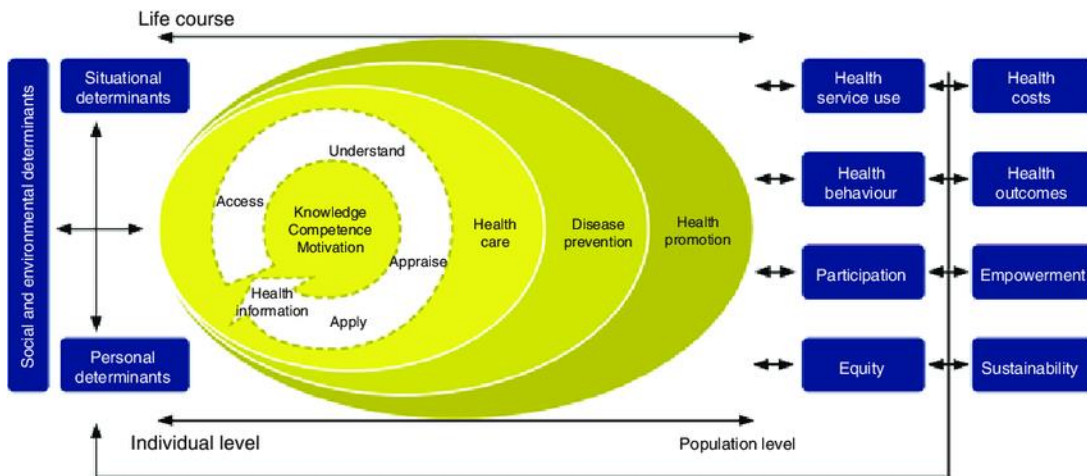 Life course
Social and environmental determinants
Situational
determinants
Personal
determinants
Understand
Access
Knowledge
Competence
Motivation
Appraise
Health
information
Apply
Health
care
Disease
prevention
Health
promotion
Health
service use
Health
costs
Health
behaviour
Health
outcomes
Participation
Empowerment
Equity
Sustainability
Individual level
Population level